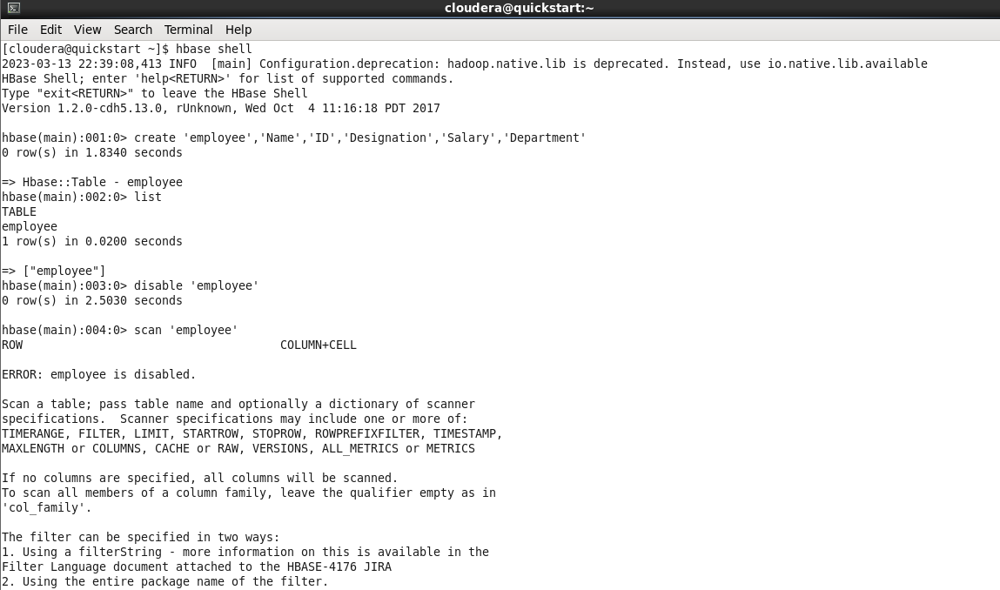 cloudera@quickstart:~
File Edit View Search Terminal Help
[cloudera@quickstart ~]$ hbase shell
2023-03-13 22:39:08,413 INFO  [main] Configuration.deprecation: hadoop.native.lib is deprecated. Instead, use io.native.lib.available
HBase Shell; enter 'help<RETURN>' for list of supported commands.
Type "exit<RETURN>" to leave the HBase Shell
Version 1.2.0-cdh5.13.0, rUnknown, Wed Oct  4 11:16:18 PDT 2017
hbase(main):001:0> create 'employee','Name','ID','Designation','Salary','Department'
0 row(s) in 1.8340 seconds
=> Hbase::Table - employee
hbase(main):002:0> list
TABLE
employee
1 row(s) in 0.0200 seconds
=> ["employee"]
hbase(main):003:0> disable 'employee'
0 row(s) in 2.5030 seconds
hbase(main):004:0> scan 'employee'
ROW                                     COLUMN+CELL
ERROR: employee is disabled.
Scan a table; pass table name and optionally a dictionary of scanner
specifications.  Scanner specifications may include one or more of:
TIMERANGE, FILTER, LIMIT, STARTROW, STOPROW, ROWPREFIXFILTER, TIMESTAMP,
MAXLENGTH or COLUMNS, CACHE or RAW, VERSIONS, ALL_METRICS or METRICS
If no columns are specified, all columns will be scanned.
To scan all members of a column family, leave the qualifier empty as in
'col_family'.
The filter can be specified in two ways:
1. Using a filterString - more information on this is available in the
Filter Language document attached to the HBASE-4176 JIRA
2. Using the entire package name of the filter.